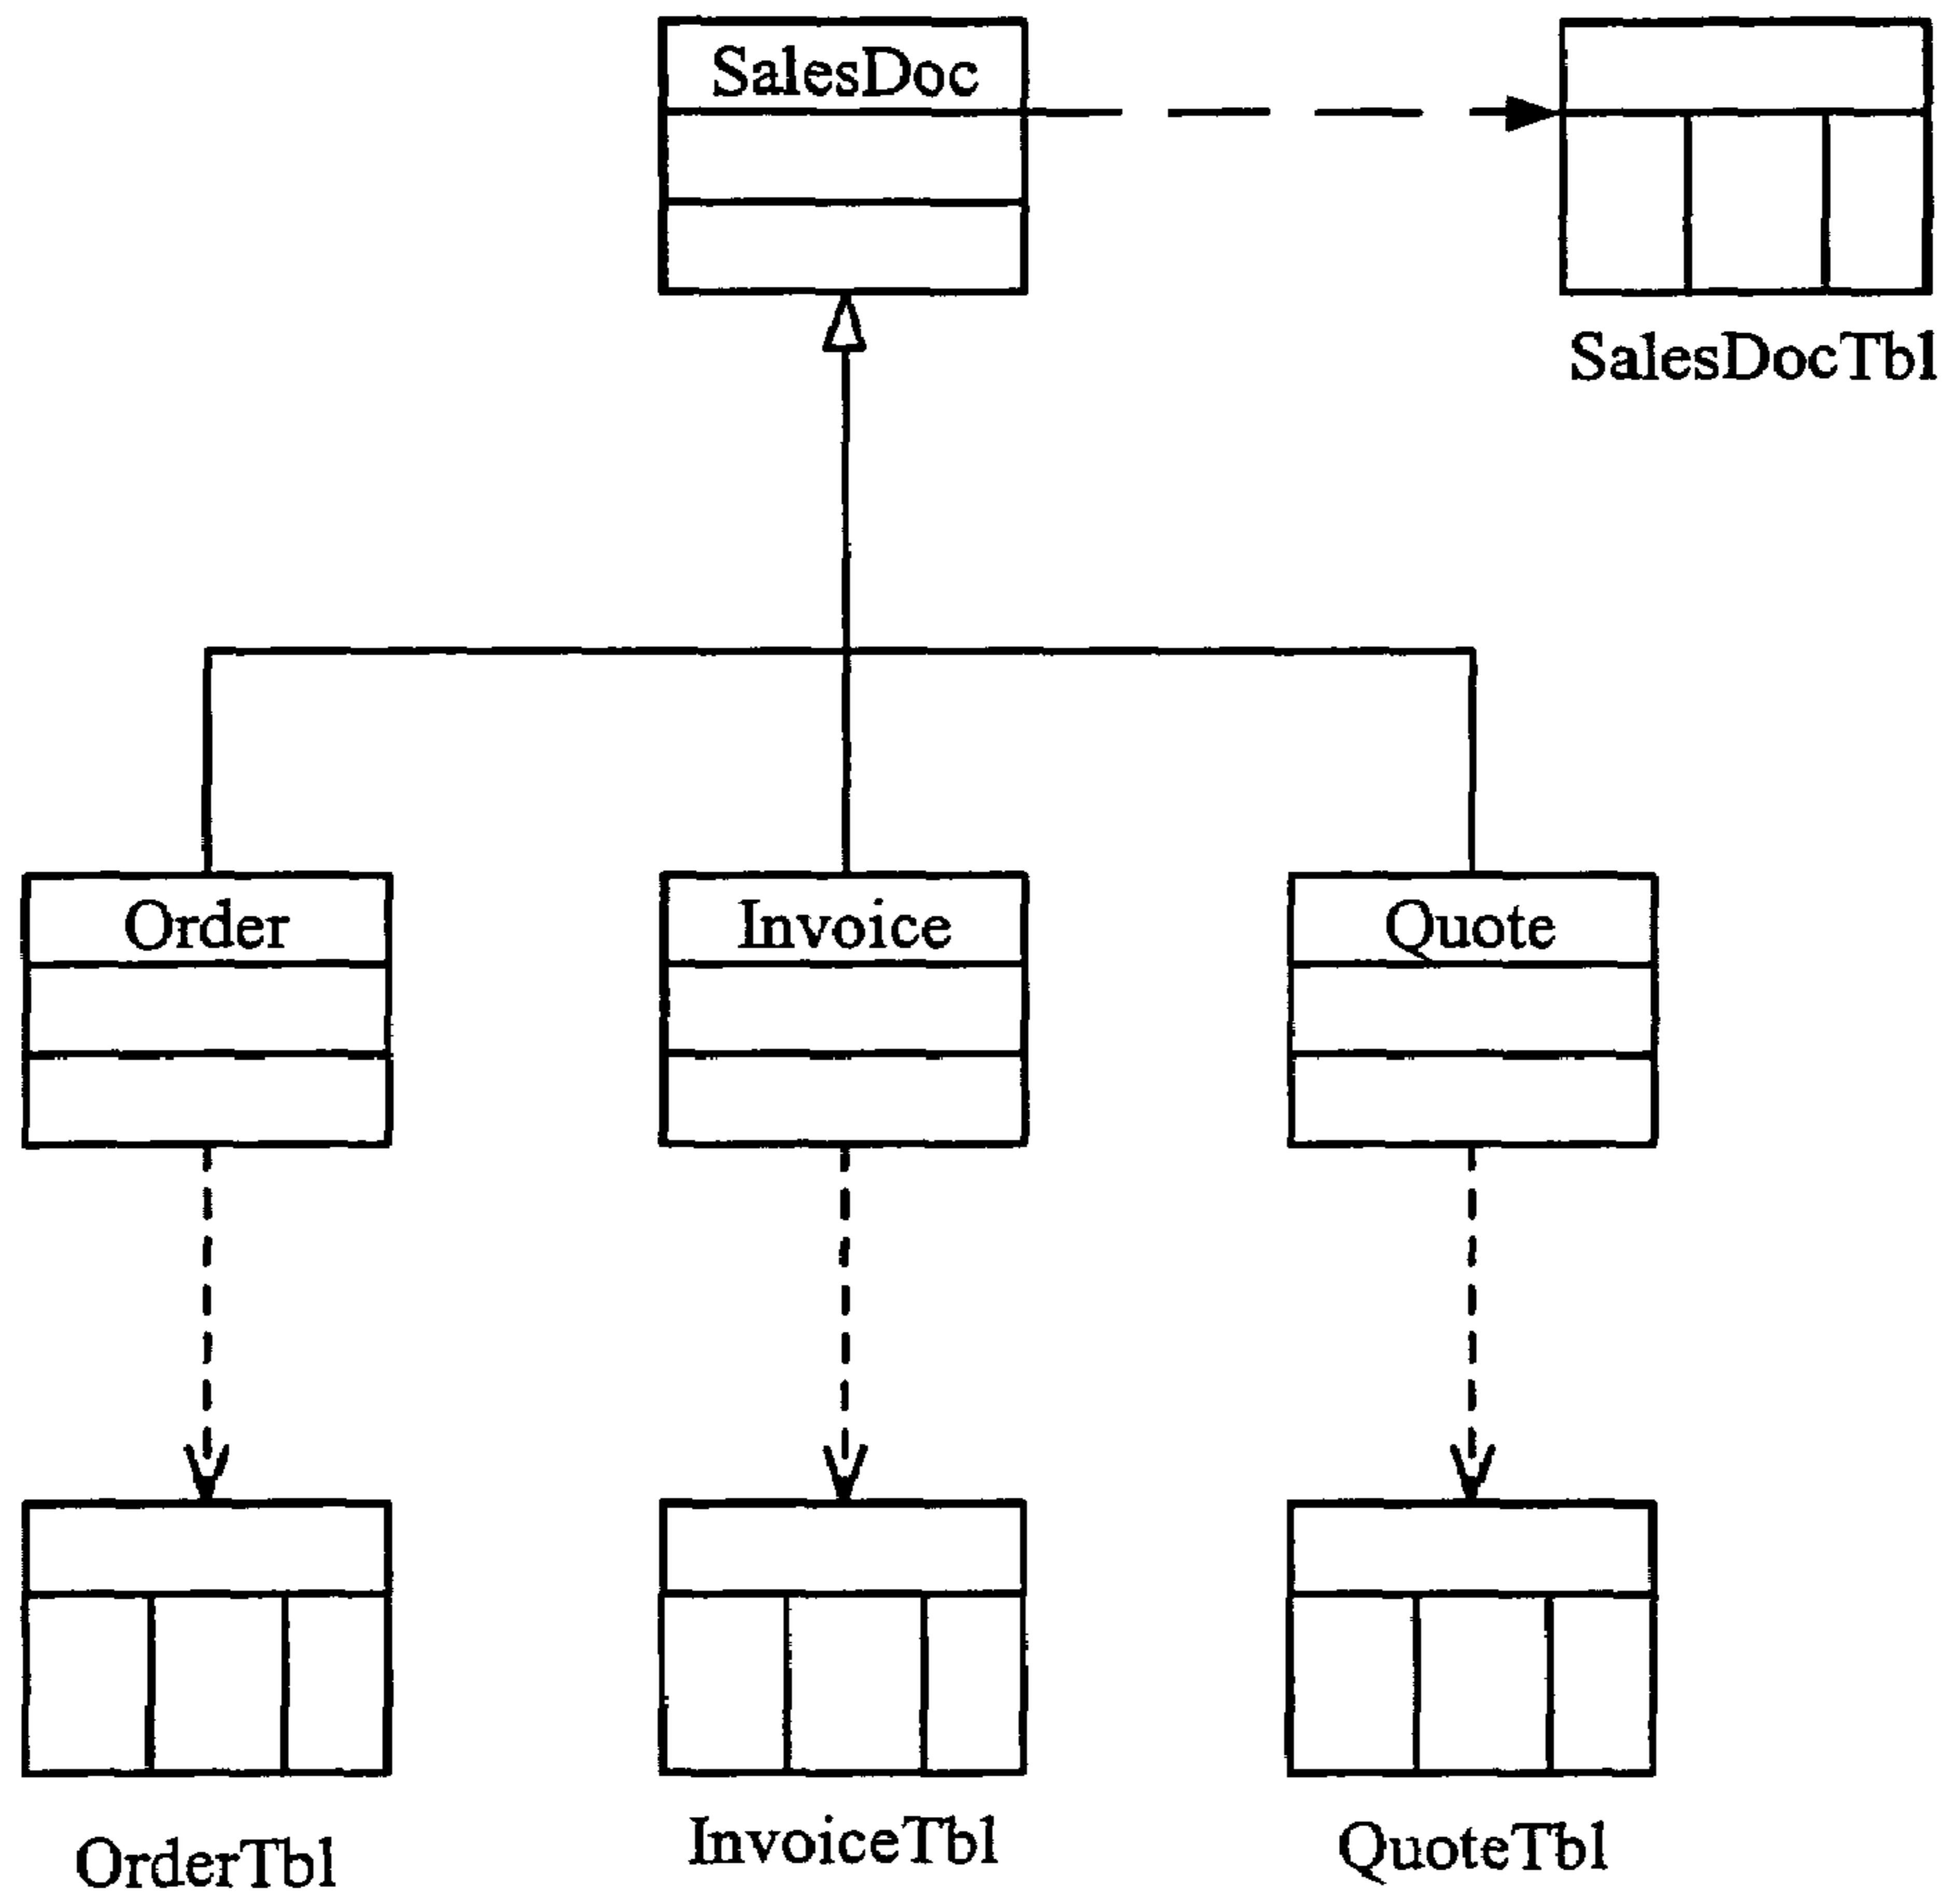 SalesDoc
SalesDocTbl
Order
Invoice
Quote
OrderTbl
InvoiceTbl
QuoteTbl